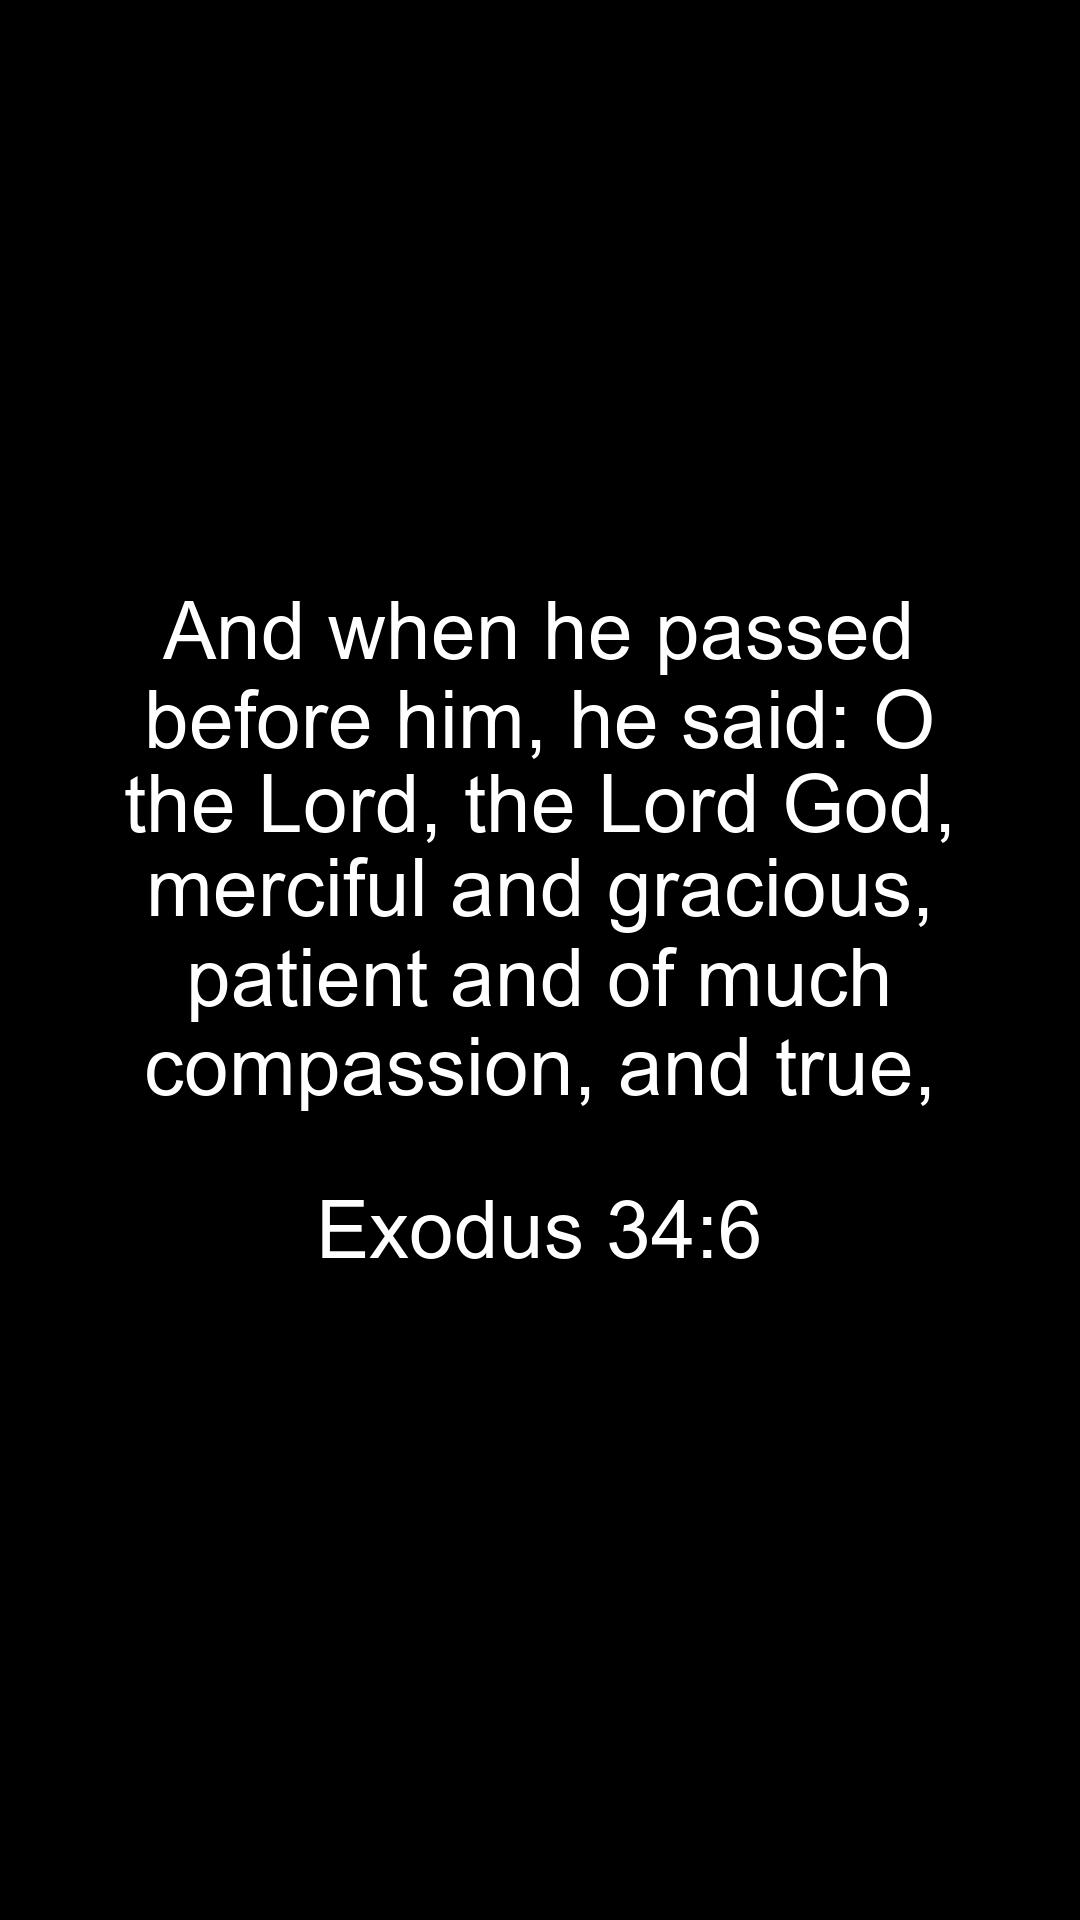 And when he passed
before him, he said: O
the Lord, the Lord God,
merciful and gracious,
patient and of much
compassion, and true,
Exodus 34:6